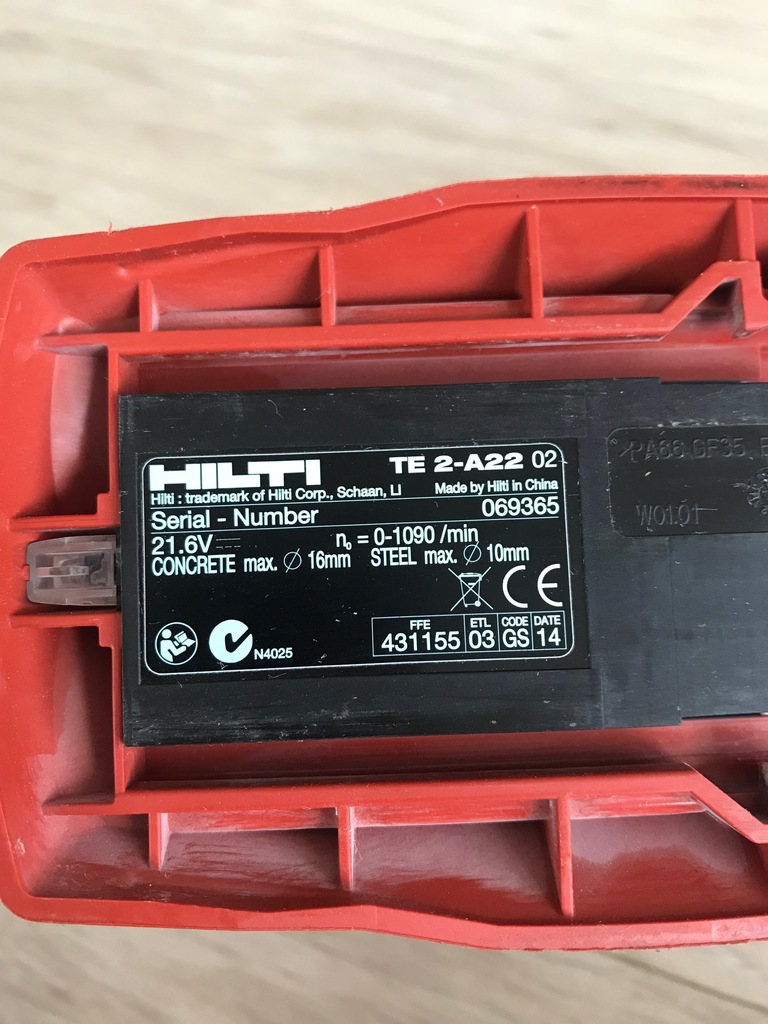 HILTI TE 2-A22 02
Hilti : trademark of Hilti Corp., Schaan, LI Made by Hilti in China
Serial - Number 069365
21.6V n₀ = 0-1090 /min
CONCRETE max. ∅ 16mm STEEL max. ∅ 10mm
CE
N4025
FFE ETL CODE DATE
431155 03 GS 14
>PA66 GF35
W01.01